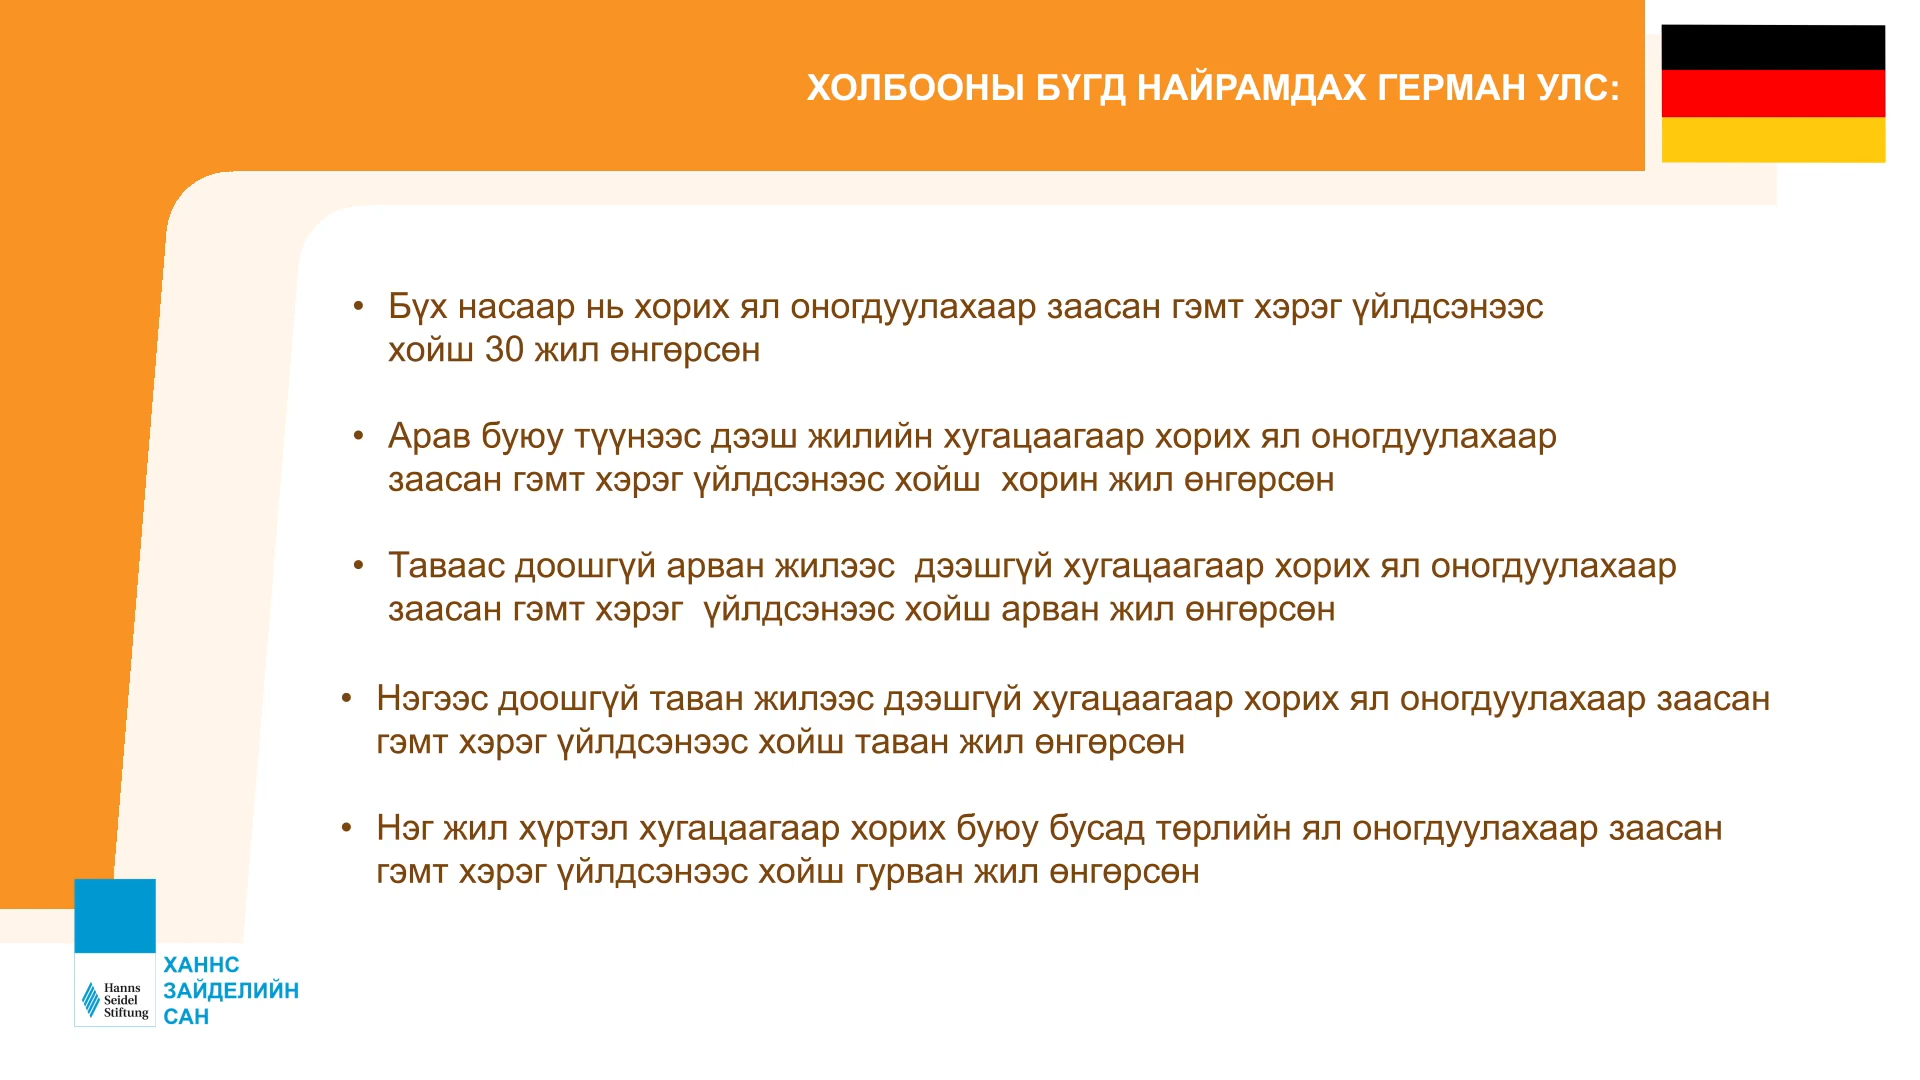 ХОЛБООНЫ БҮГД НАЙРАМДАХ ГЕРМАН УЛС:
• Бүх насаар нь хорих ял оногдуулахаар заасан гэмт хэрэг үйлдсэнээс
хойш 30 жил өнгөрсөн
• Арав буюу түүнээс дээш жилийн хугацаагаар хорих ял оногдуулахаар
заасан гэмт хэрэг үйлдсэнээс хойш  хорин жил өнгөрсөн
• Таваас доошгүй арван жилээс  дээшгүй хугацаагаар хорих ял оногдуулахаар
заасан гэмт хэрэг  үйлдсэнээс хойш арван жил өнгөрсөн
• Нэгээс доошгүй таван жилээс дээшгүй хугацаагаар хорих ял оногдуулахаар заасан
гэмт хэрэг үйлдсэнээс хойш таван жил өнгөрсөн
• Нэг жил хүртэл хугацаагаар хорих буюу бусад төрлийн ял оногдуулахаар заасан
гэмт хэрэг үйлдсэнээс хойш гурван жил өнгөрсөн
Hanns
Seidel
Stiftung
ХАННС
ЗАЙДЕЛИЙН
САН